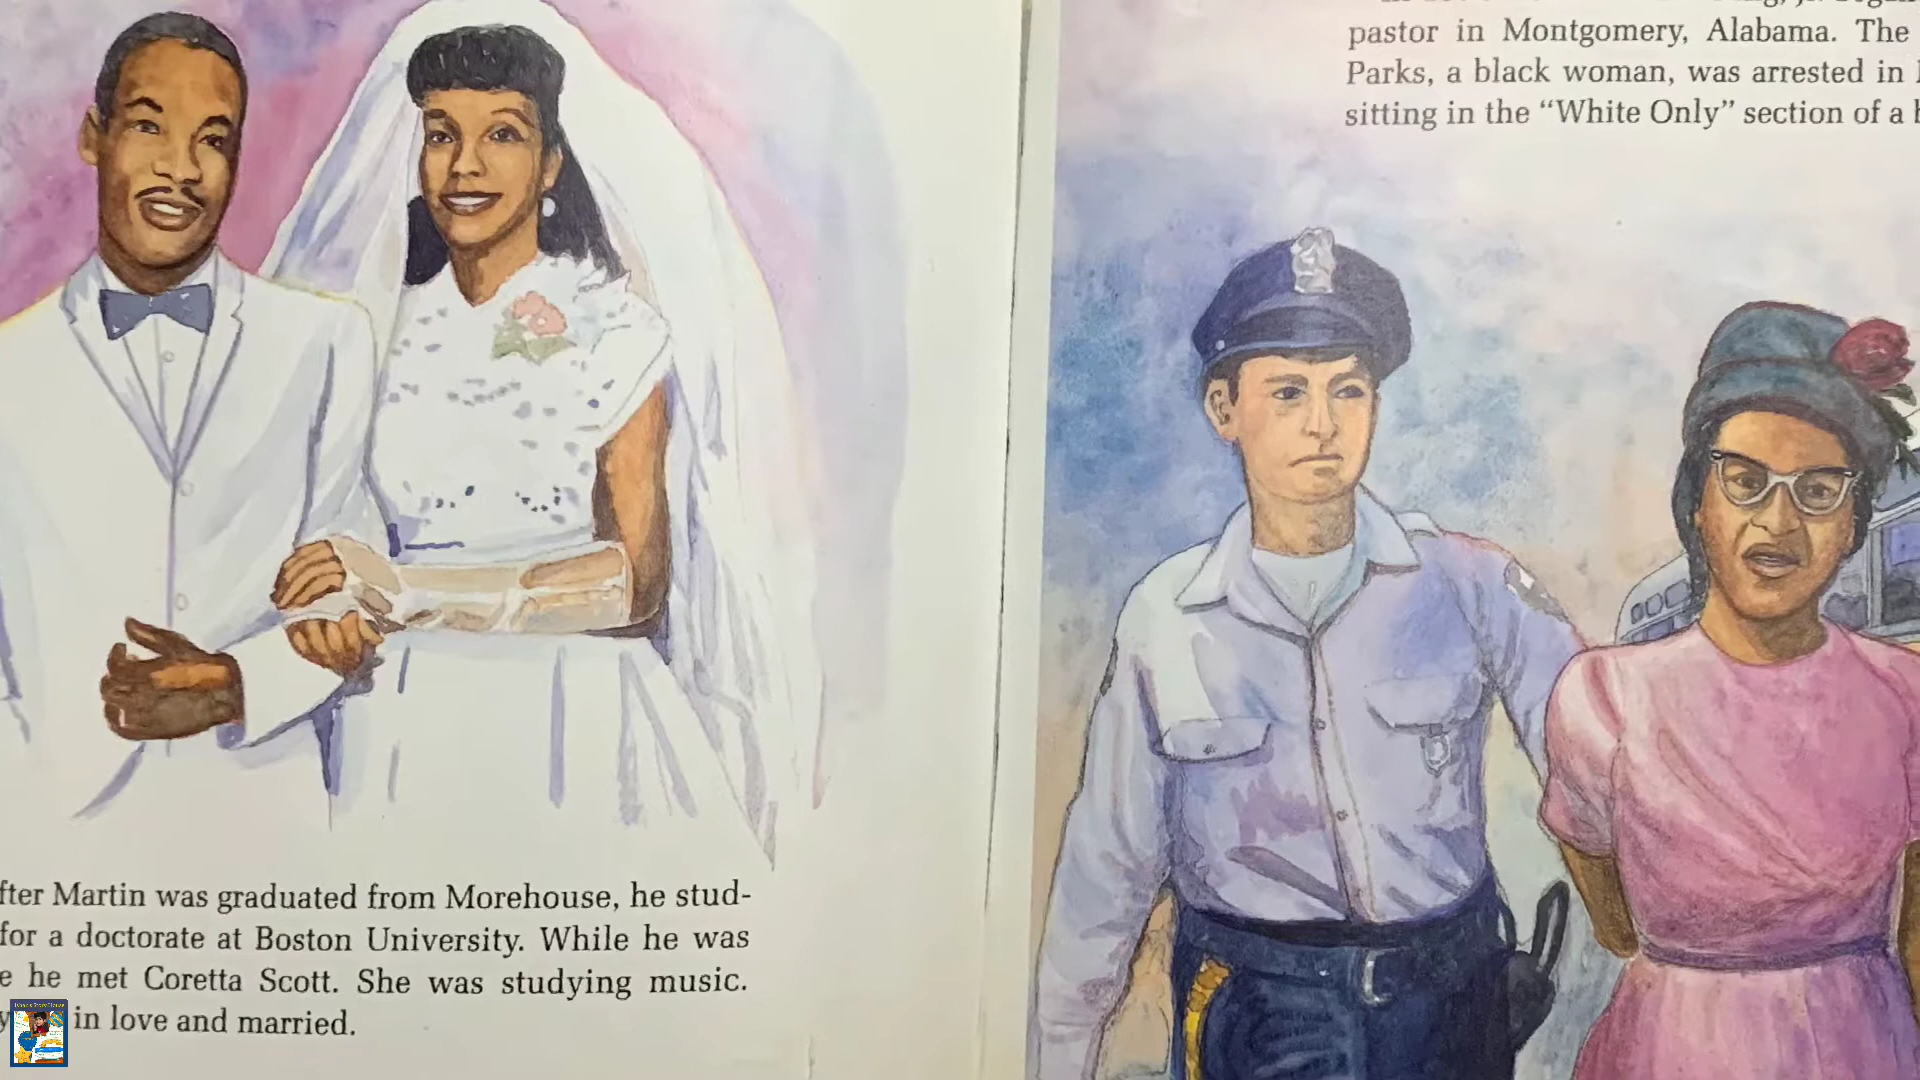 fter Martin was graduated from Morehouse, he stud-
for a doctorate at Boston University. While he was
e he met Coretta Scott. She was studying music.
in love and married.
pastor in Montgomery, Alabama. The
Parks, a black woman, was arrested in
sitting in the “White Only” section of a b